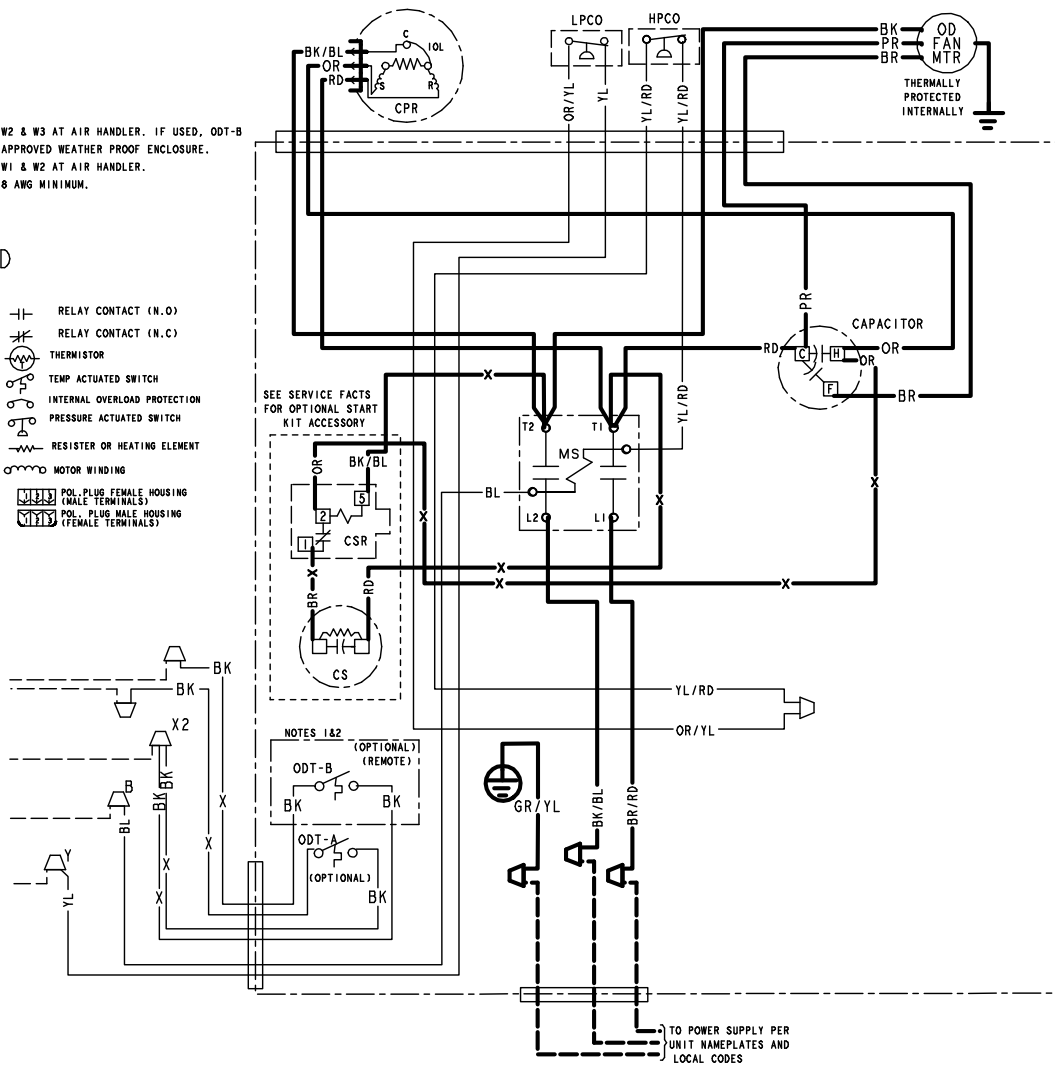 LPCO
HPCO
C
IOL
S
R
CPR
BK/BL
OR
RD
BK
PR
BR
OD
FAN
MTR
THERMALLY
PROTECTED
INTERNALLY
OR/YL
YL
YL/RD
YL/RD
W2 & W3 AT AIR HANDLER. IF USED, ODT-B
APPROVED WEATHER PROOF ENCLOSURE.
W1 & W2 AT AIR HANDLER.
8 AWG MINIMUM.
D
RELAY CONTACT (N.O)
RELAY CONTACT (N.C)
THERMISTOR
TEMP ACTUATED SWITCH
INTERNAL OVERLOAD PROTECTION
PRESSURE ACTUATED SWITCH
RESISTER OR HEATING ELEMENT
MOTOR WINDING
1 2 3
POL.PLUG FEMALE HOUSING
(MALE TERMINALS)
1 2 3
POL. PLUG MALE HOUSING
(FEMALE TERMINALS)
PR
CAPACITOR
RD
C
H
OR
OR
F
BR
X
SEE SERVICE FACTS
FOR OPTIONAL START
KIT ACCESSORY
YL/RD
T2
T1
MS
L2
L1
BL
OR
BK/BL
5
2
1
CSR
X
X
X
X
X
X
X
BR
RD
CS
BK
BK
X2
BK
BK
B
BL
Y
YL
X
X
X
X
NOTES 1&2
(OPTIONAL)
(REMOTE)
ODT-B
BK
BK
ODT-A
(OPTIONAL)
BK
YL/RD
OR/YL
GR/YL
BK/BL
BR/RD
TO POWER SUPPLY PER
UNIT NAMEPLATES AND
LOCAL CODES